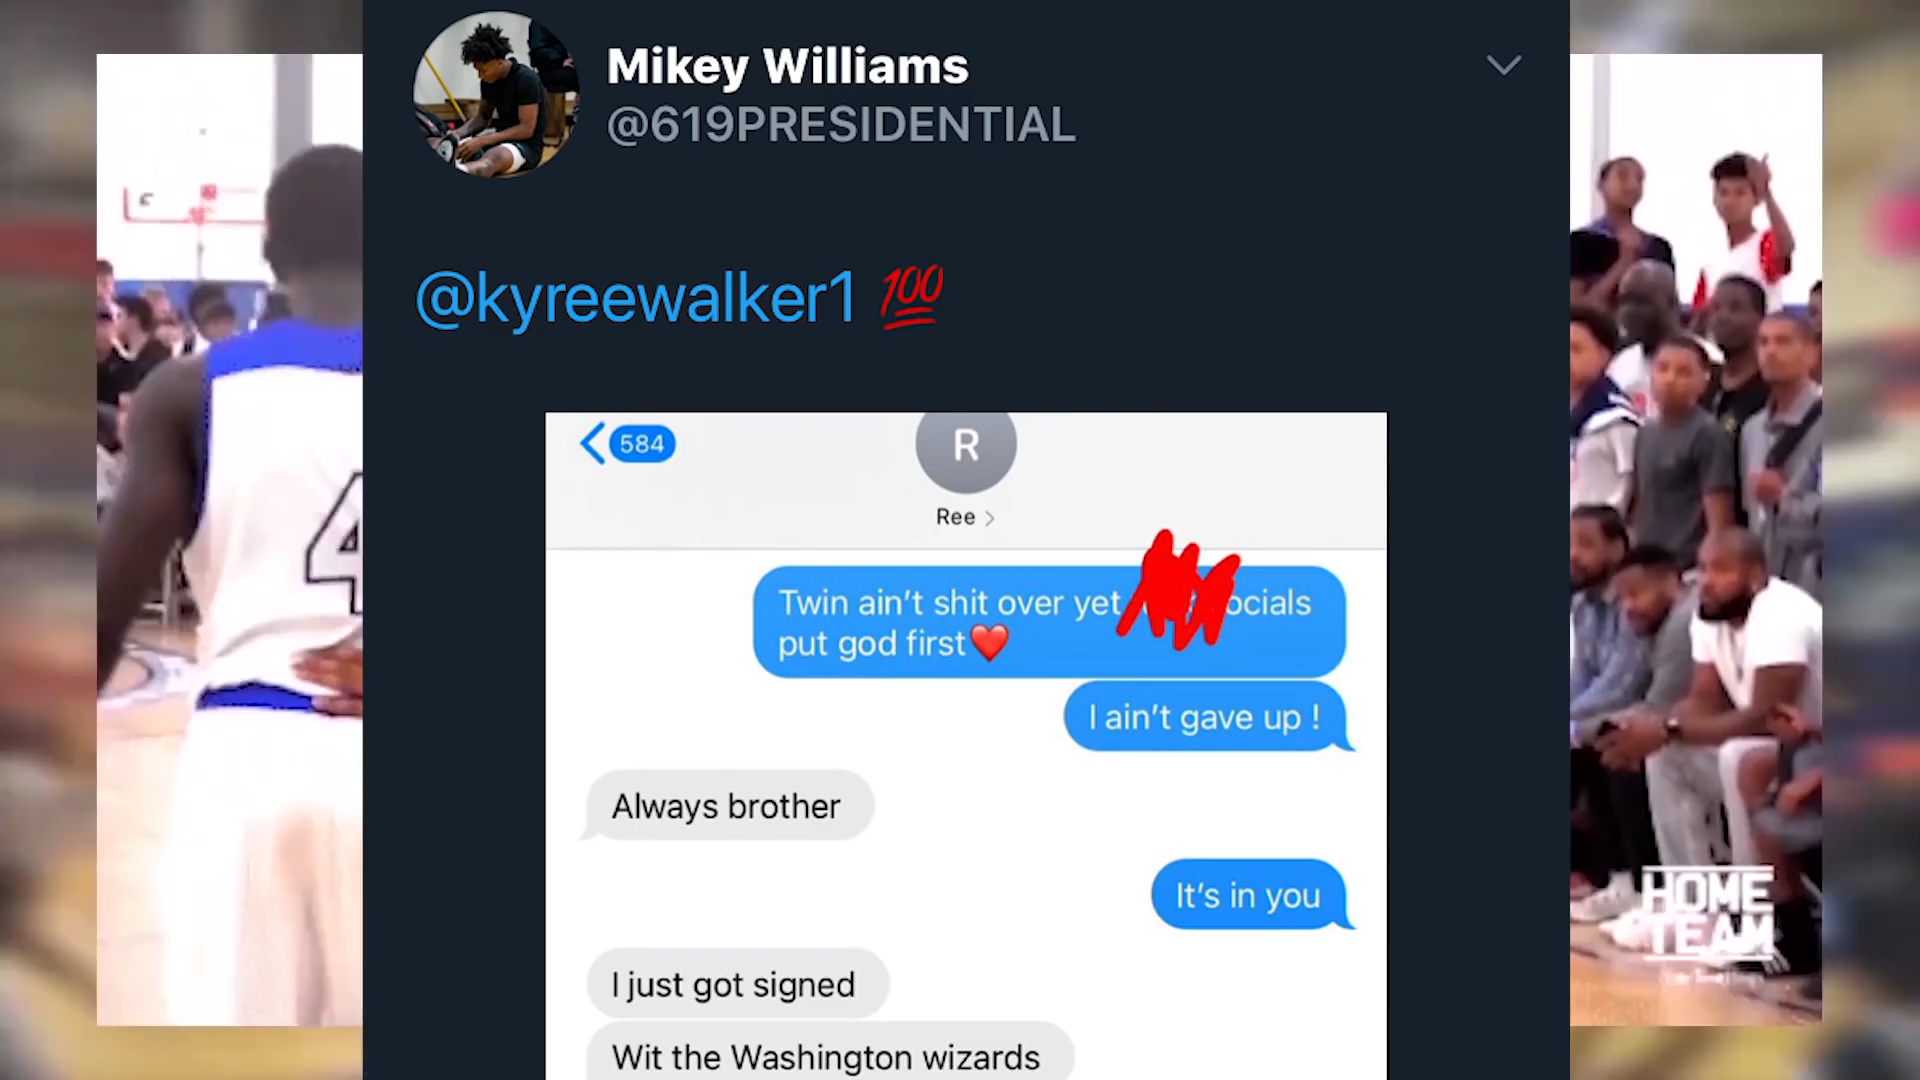 Mikey Williams
@619PRESIDENTIAL
@kyreewalker1 💯
584
R
Ree >
Twin ain't shit over yet
put god first❤️
I ain't gave up !
Always brother
It's in you
I just got signed
Wit the Washington wizards
4
HOME
TEAM